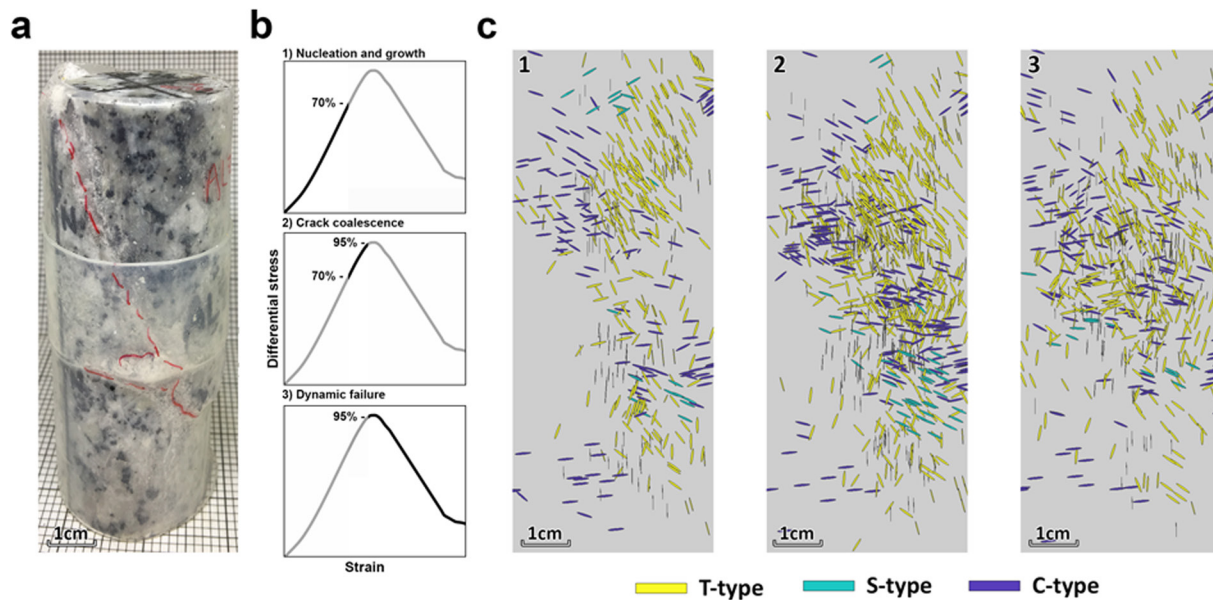 a
b
c
1) Nucleation and growth
70% -
2) Crack coalescence
95% -
70% -
3) Dynamic failure
95% -
Differential stress
Strain
1cm
1
1cm
2
1cm
3
1cm
T-type
S-type
C-type